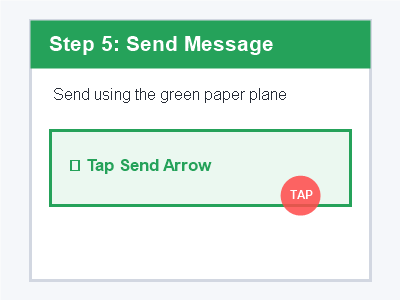 Step 5: Send Message
Send using the green paper plane
Tap Send Arrow
TAP